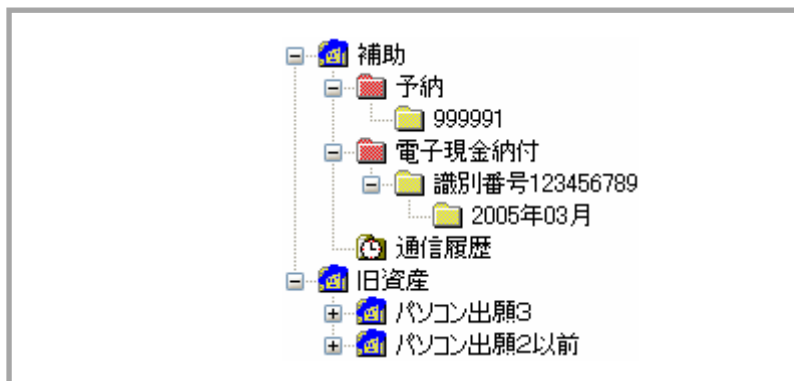 補助
予納
999991
電子現金納付
識別番号123456789
2005年03月
通信履歴
旧資産
パソコン出願3
パソコン出願2以前